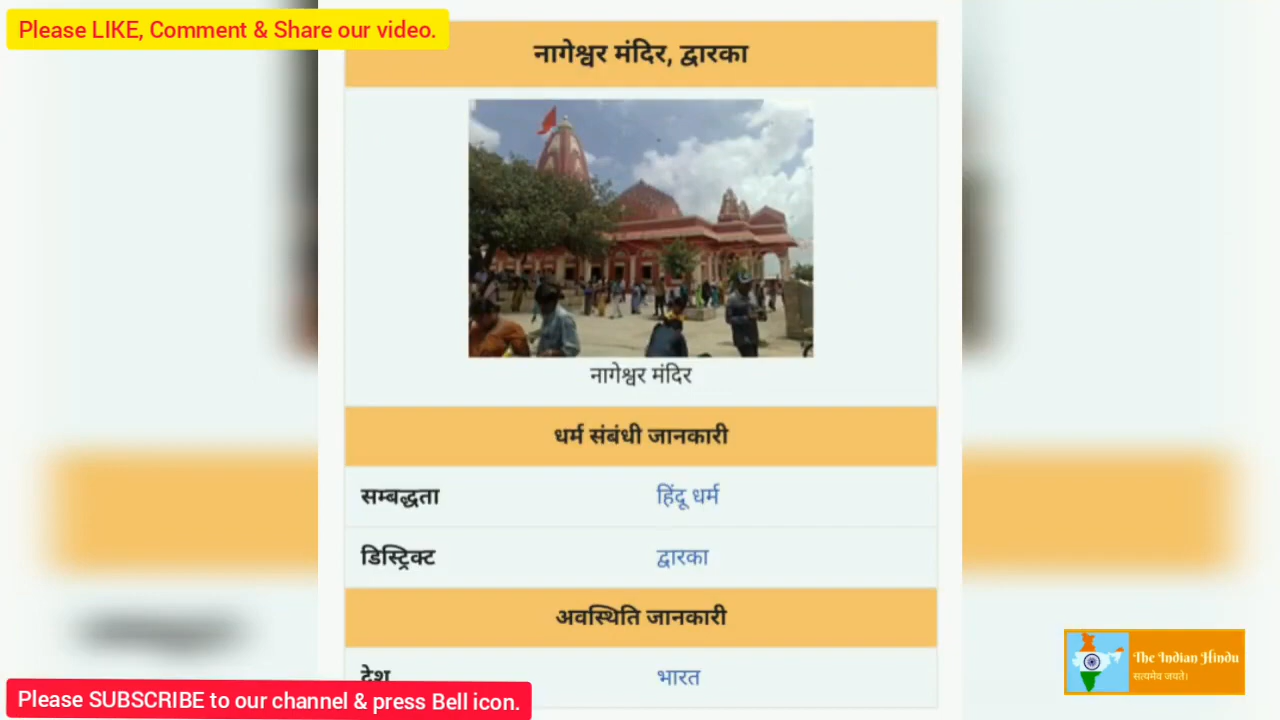 Please LIKE, Comment & Share our video.
नागेश्वर मंदिर, द्वारका
नागेश्वर मंदिर
धर्म संबंधी जानकारी
सम्बद्धता हिंदू धर्म
डिस्ट्रिक्ट द्वारका
अवस्थिति जानकारी
देश भारत
The Indian Hindu
सत्यमेव जयते।
Please SUBSCRIBE to our channel & press Bell icon.